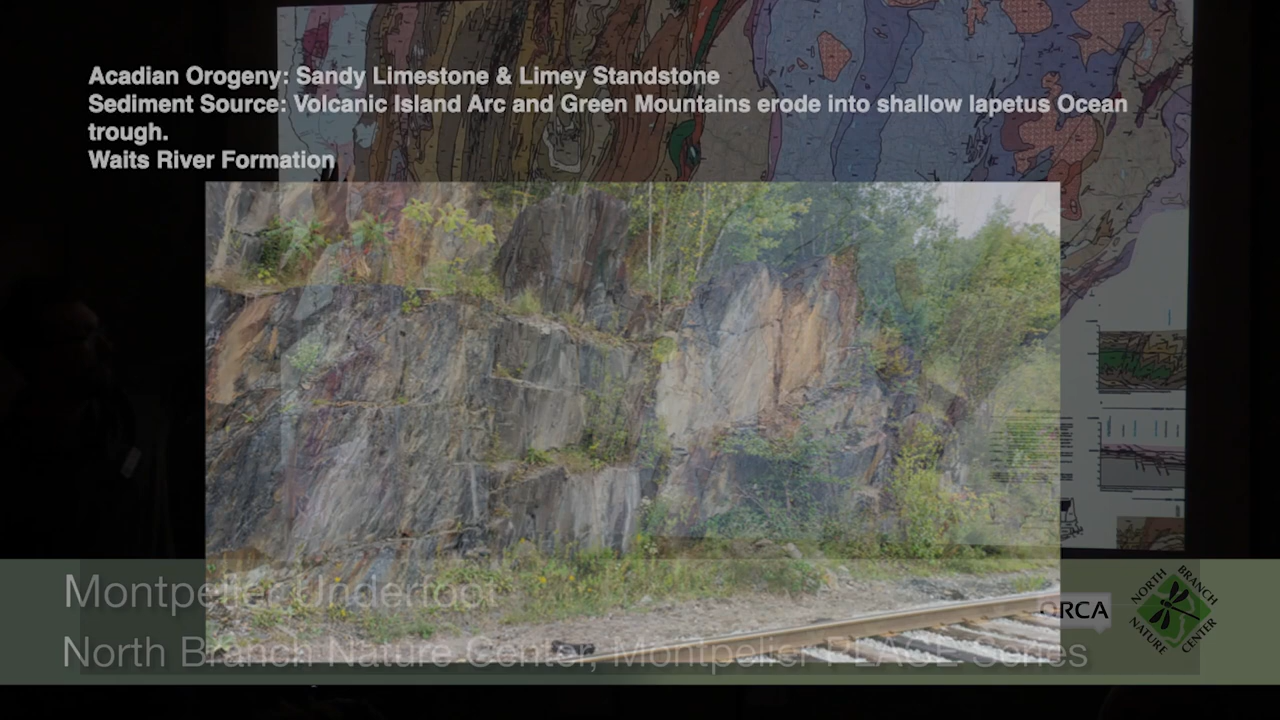 Acadian Orogeny: Sandy Limestone & Limey Standstone
Sediment Source: Volcanic Island Arc and Green Mountains erode into shallow Iapetus Ocean
trough.
Waits River Formation
Montpelier Underfoot
North Branch Nature Center, Montpelier PLACE Series
ORCA
NORTH BRANCH
NATURE CENTER